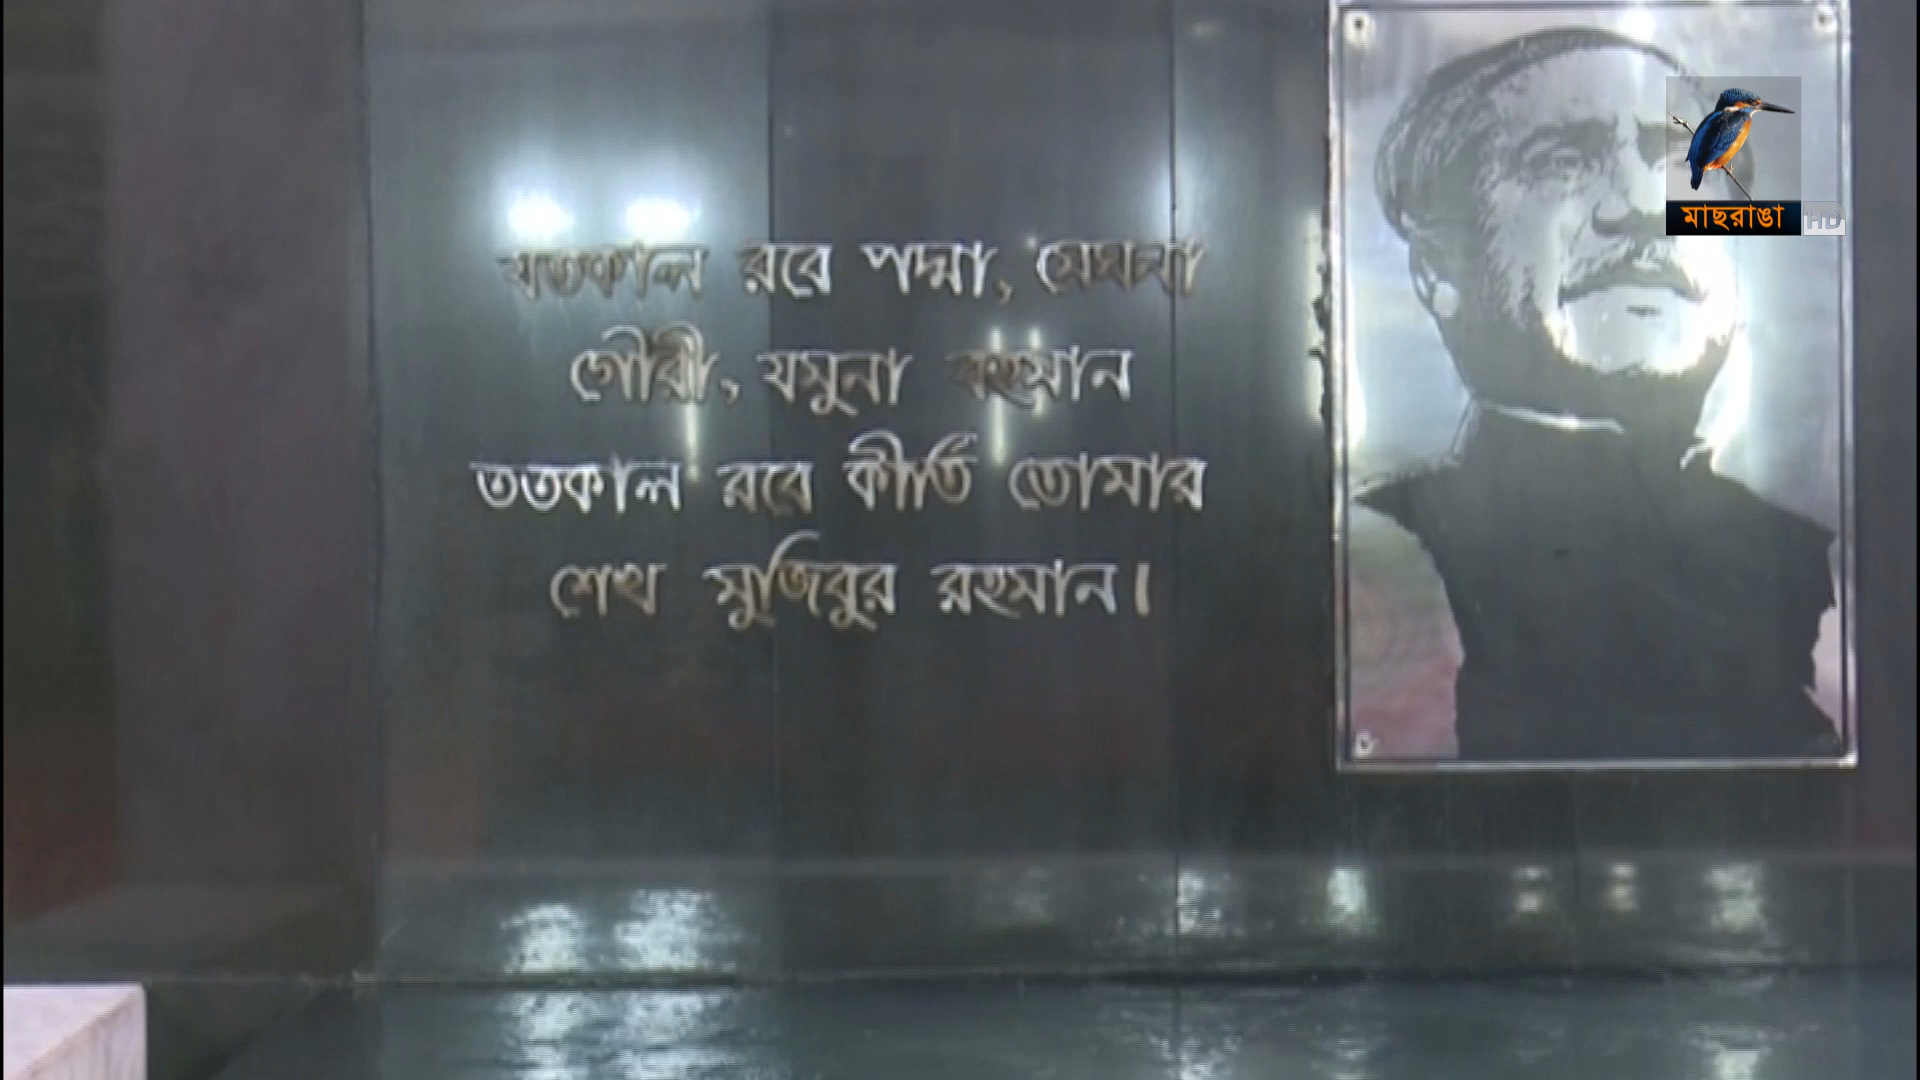 যতকাল রবে পদ্মা, মেঘনা
গৌরী, যমুনা বহমান
ততকাল রবে কীর্তি তোমার
শেখ মুজিবুর রহমান।
মাছরাঙা HD